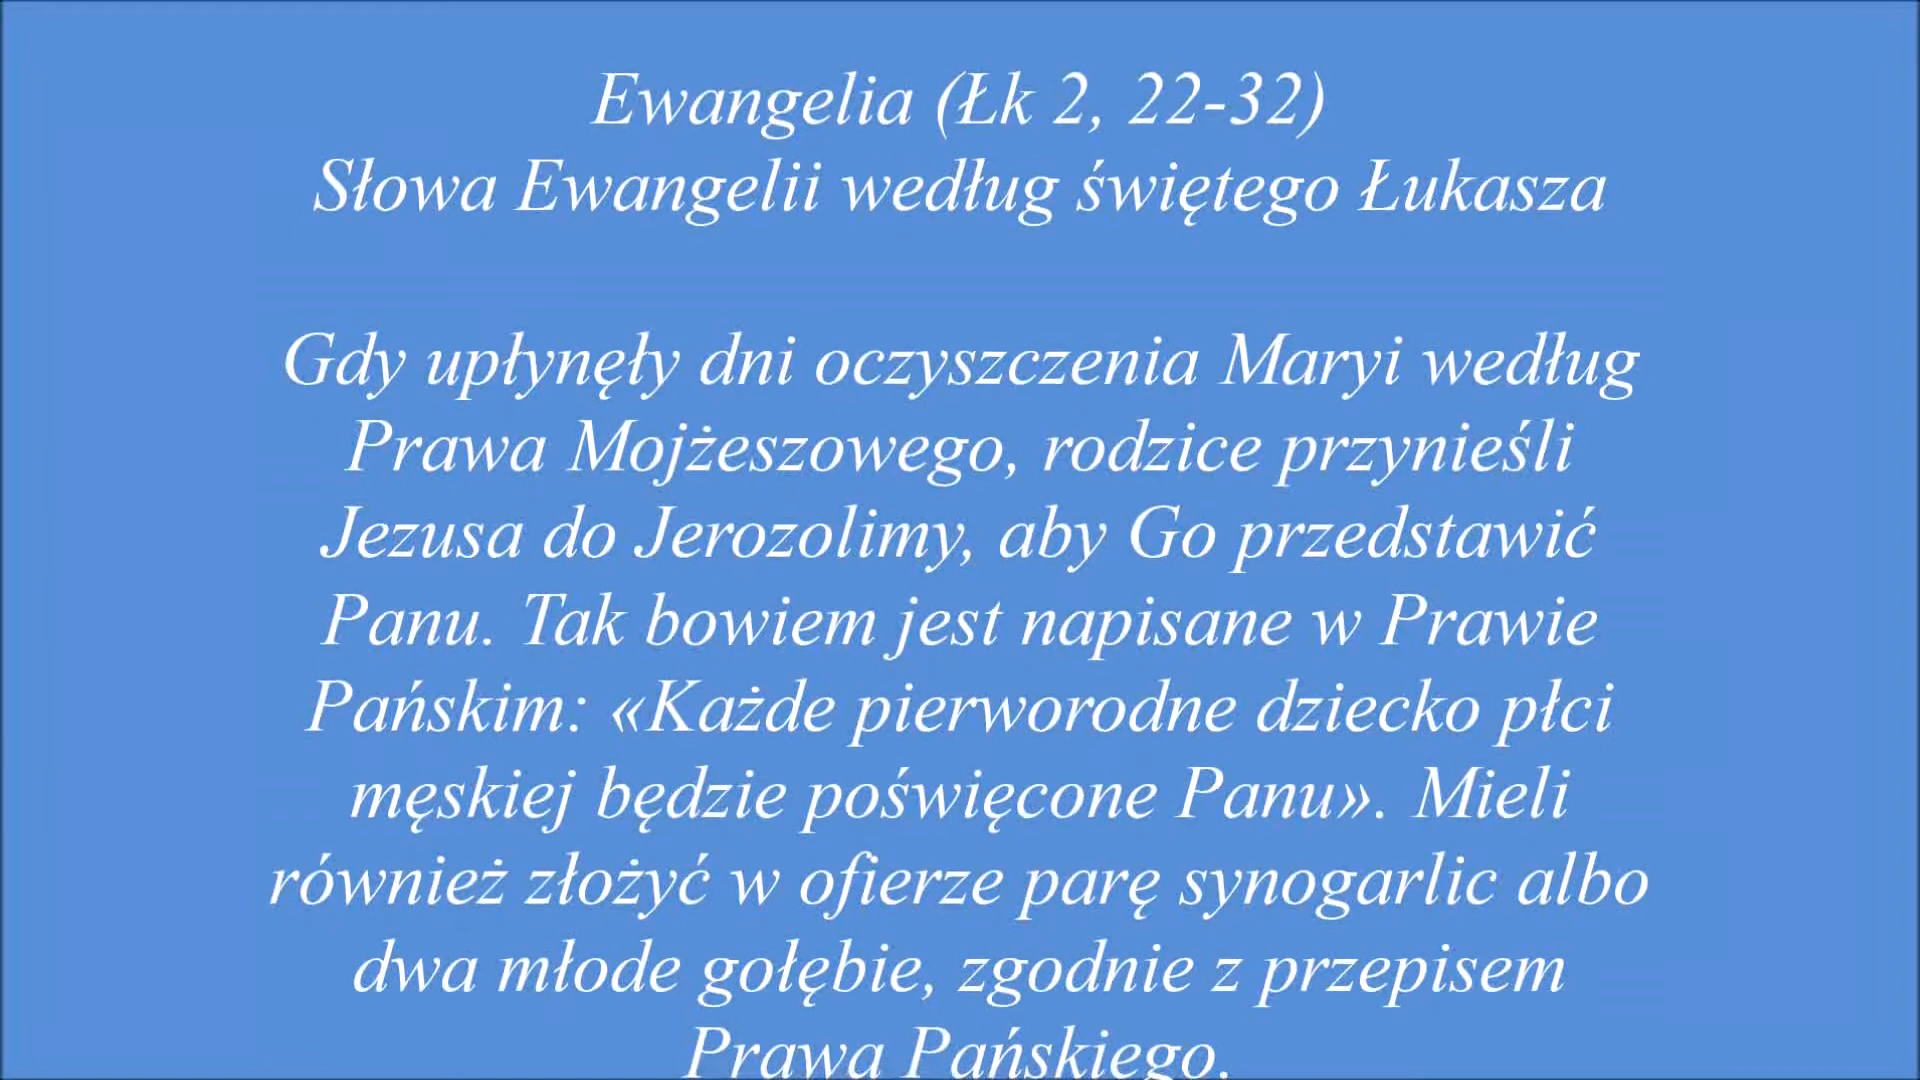 Ewangelia (Łk 2, 22-32)
Słowa Ewangelii według świętego Łukasza
Gdy upłynęły dni oczyszczenia Maryi według
Prawa Mojżeszowego, rodzice przynieśli
Jezusa do Jerozolimy, aby Go przedstawić
Panu. Tak bowiem jest napisane w Prawie
Pańskim: «Każde pierworodne dziecko płci
męskiej będzie poświęcone Panu». Mieli
również złożyć w ofierze parę synogarlic albo
dwa młode gołębie, zgodnie z przepisem
Prawa Pańskiego.